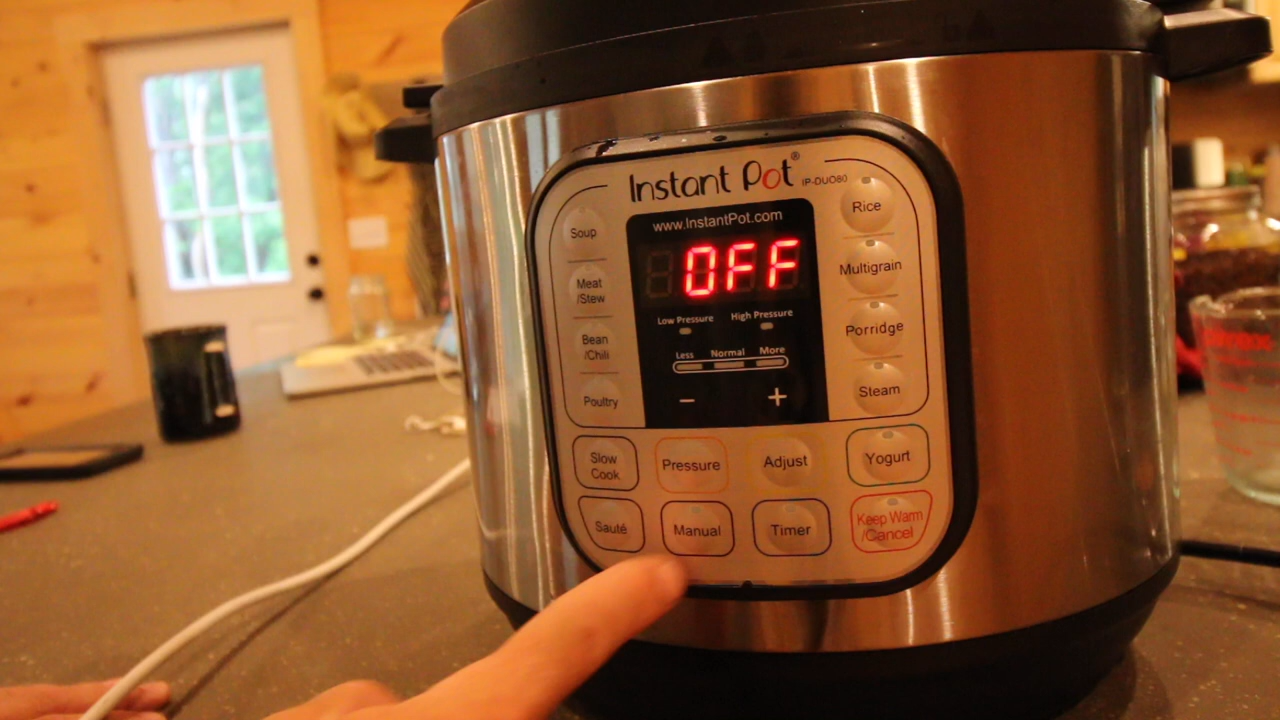 Instant Pot®
IP-DUO80
www.InstantPot.com
OFF
Low Pressure High Pressure
Less Normal More
− +
Soup
Meat
/Stew
Bean
/Chili
Poultry
Rice
Multigrain
Porridge
Steam
Slow
Cook
Pressure
Adjust
Yogurt
Sauté
Manual
Timer
Keep Warm
/Cancel